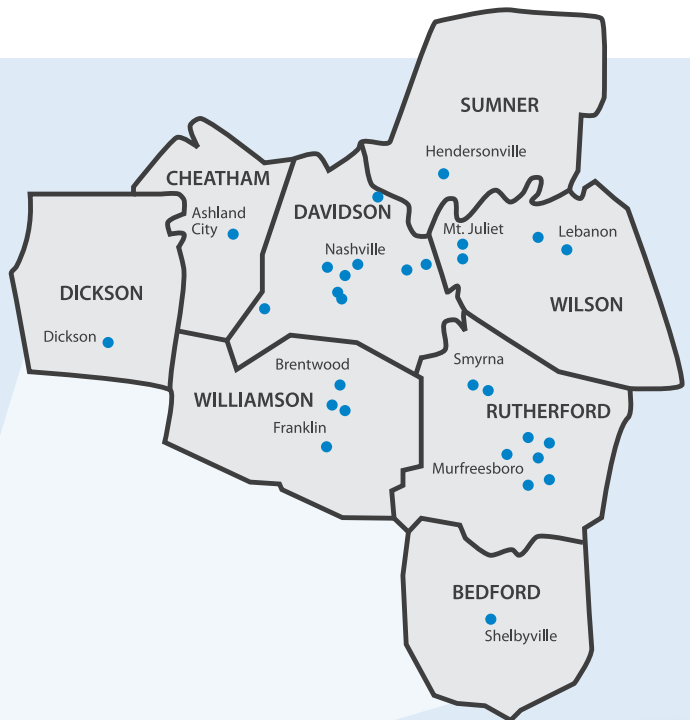 SUMNER
Hendersonville
CHEATHAM
Ashland
City
DAVIDSON
Nashville
Mt. Juliet
Lebanon
WILSON
DICKSON
Dickson
Brentwood
WILLIAMSON
Franklin
Smyrna
RUTHERFORD
Murfreesboro
BEDFORD
Shelbyville